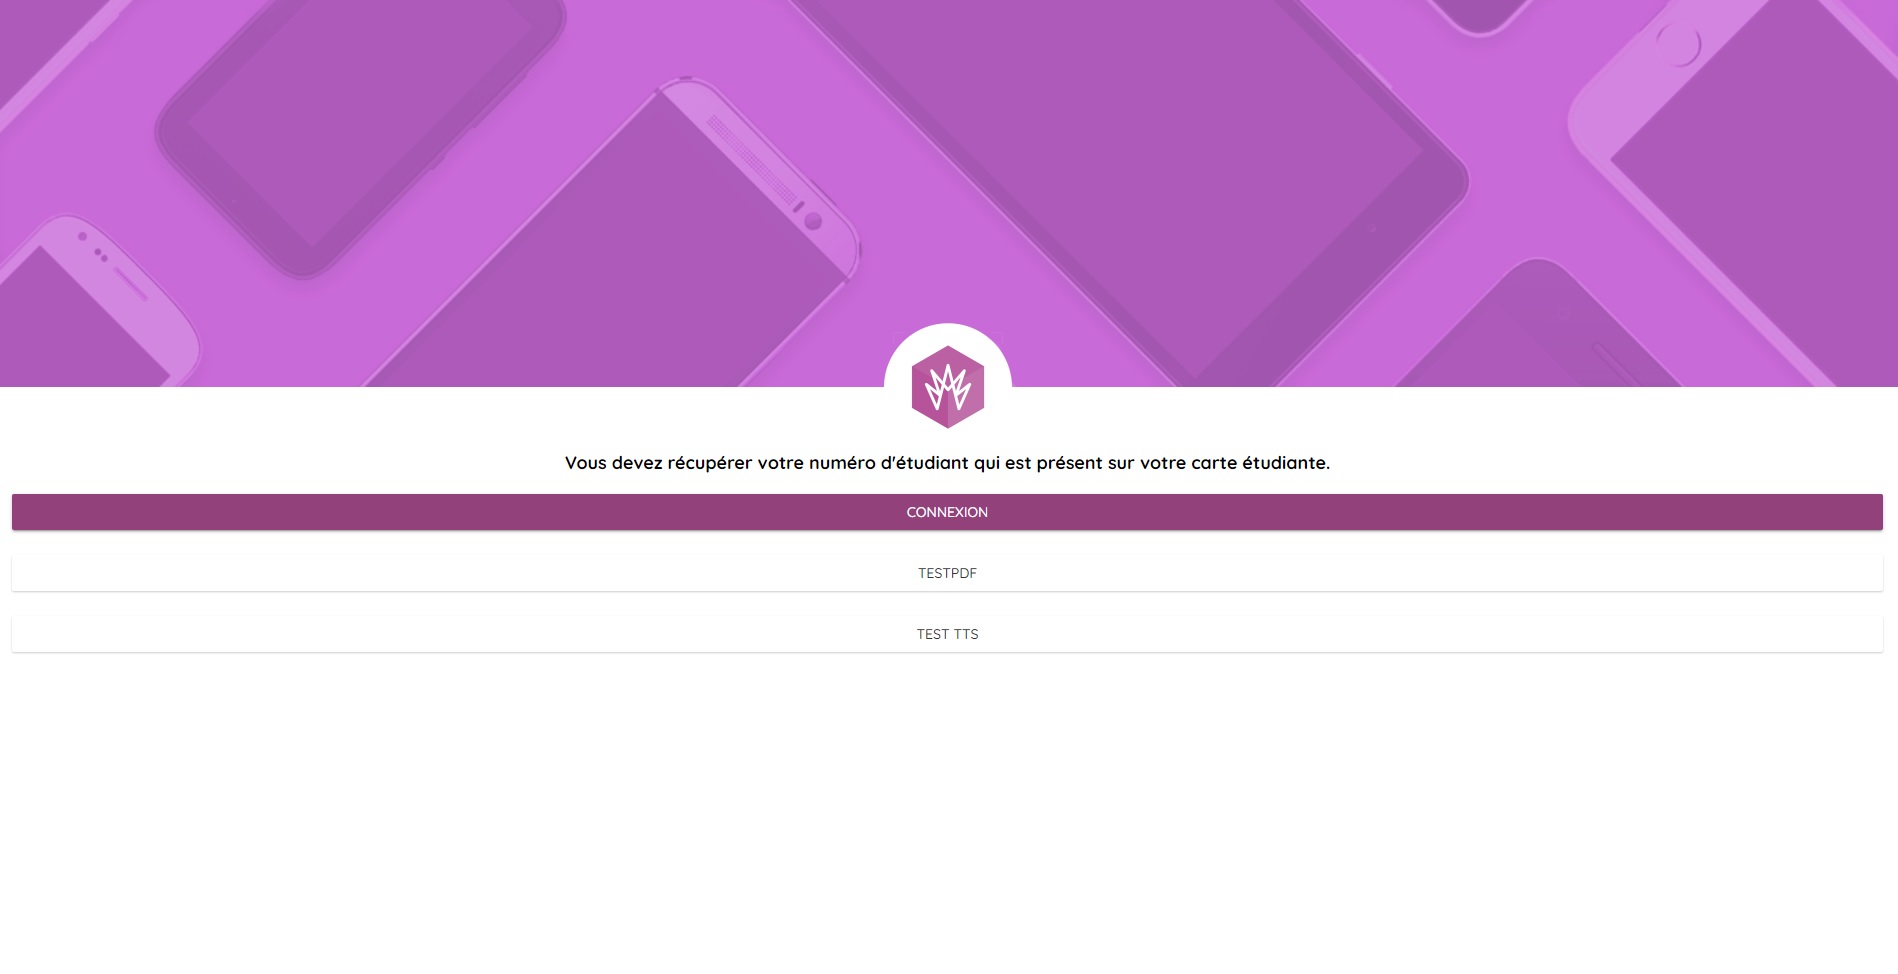 Vous devez récupérer votre numéro d'étudiant qui est présent sur votre carte étudiante.
CONNEXION
TESTPDF
TEST TTS